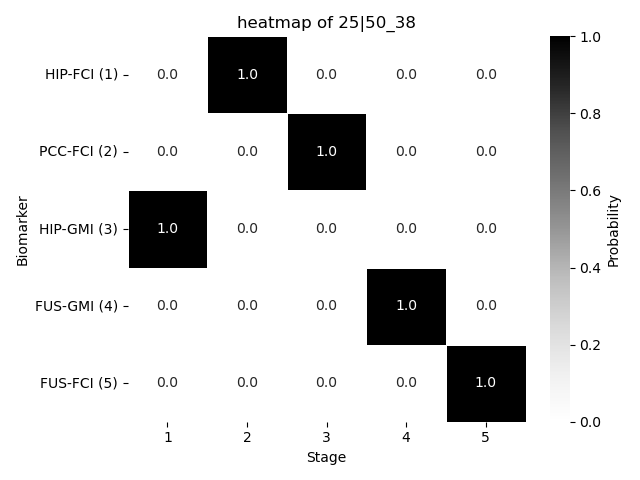 heatmap of 25|50_38
HIP-FCI (1) 0.0 1.0 0.0 0.0 0.0
PCC-FCI (2) 0.0 0.0 1.0 0.0 0.0
HIP-GMI (3) 1.0 0.0 0.0 0.0 0.0
FUS-GMI (4) 0.0 0.0 0.0 1.0 0.0
FUS-FCI (5) 0.0 0.0 0.0 0.0 1.0
1 2 3 4 5
Stage
Biomarker
1.0
0.8
0.6
0.4
0.2
0.0
Probability